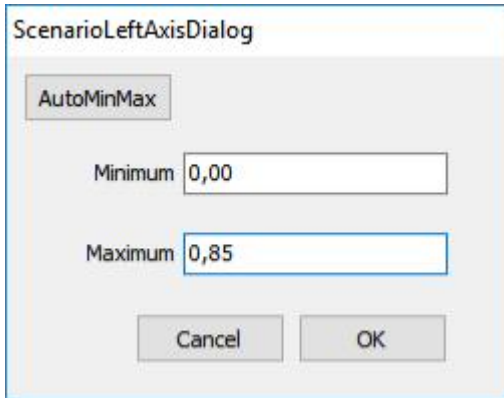 ScenarioLeftAxisDialog
AutoMinMax
Minimum 0,00
Maximum 0,85
Cancel OK